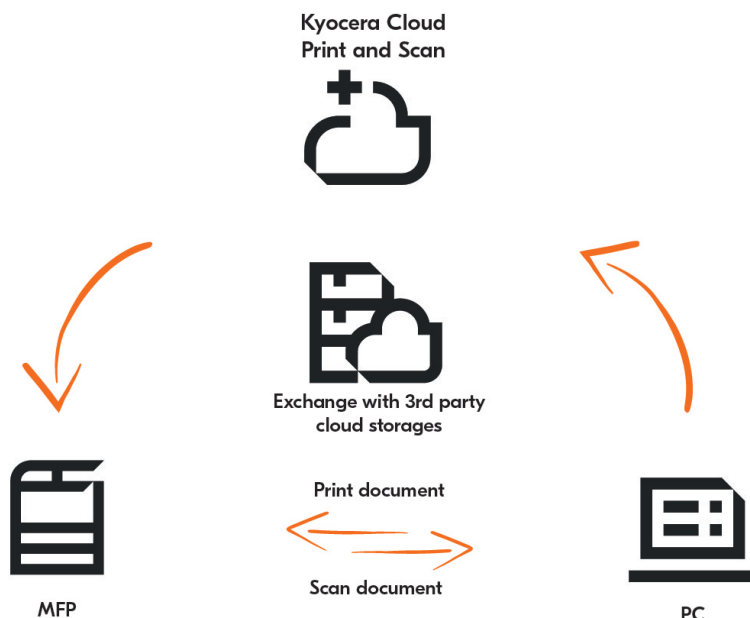 Kyocera Cloud
Print and Scan
Exchange with 3rd party
cloud storages
Print document
Scan document
MFP
PC